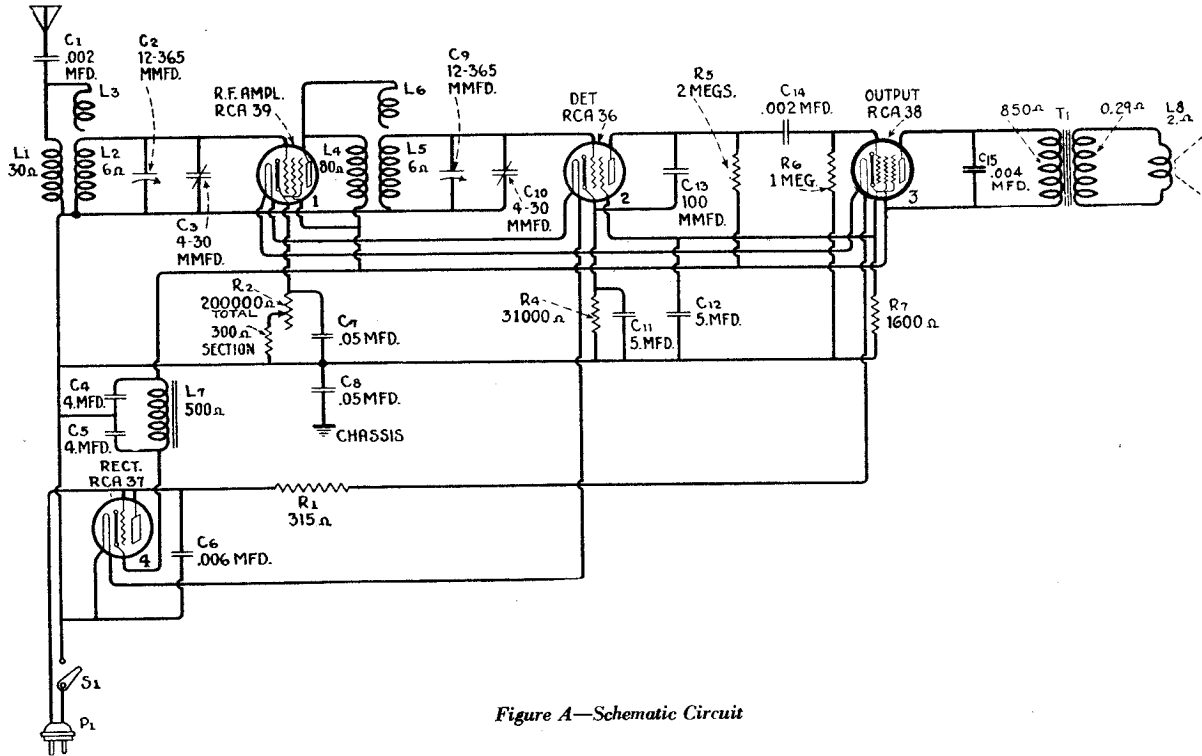 C1
.002
MFD.
C2
12-365
MMFD.
L3
R.F. AMPL.
RCA 39
L6
C9
12-365
MMFD.
DET
RCA 36
R5
2 MEGS.
C14
.002 MFD.
OUTPUT
RCA 38
850Ω
T1
0.29Ω
L8
2Ω
L1
30Ω
L2
6Ω
C3
4-30
MMFD.
1
L4
80Ω
L5
6Ω
C10
4-30
MMFD.
2
C13
100
MMFD.
R6
1 MEG.
3
C15
.004
MFD.
R2
200000Ω
TOTAL
300Ω
SECTION
C7
.05 MFD.
R4
31000Ω
C11
5. MFD.
C12
5. MFD.
R7
1600Ω
C4
4. MFD.
L7
500Ω
C5
4. MFD.
C8
.05 MFD.
CHASSIS
RECT.
RCA 37
4
R1
315Ω
C6
.006 MFD.
S1
P1
Figure A—Schematic Circuit